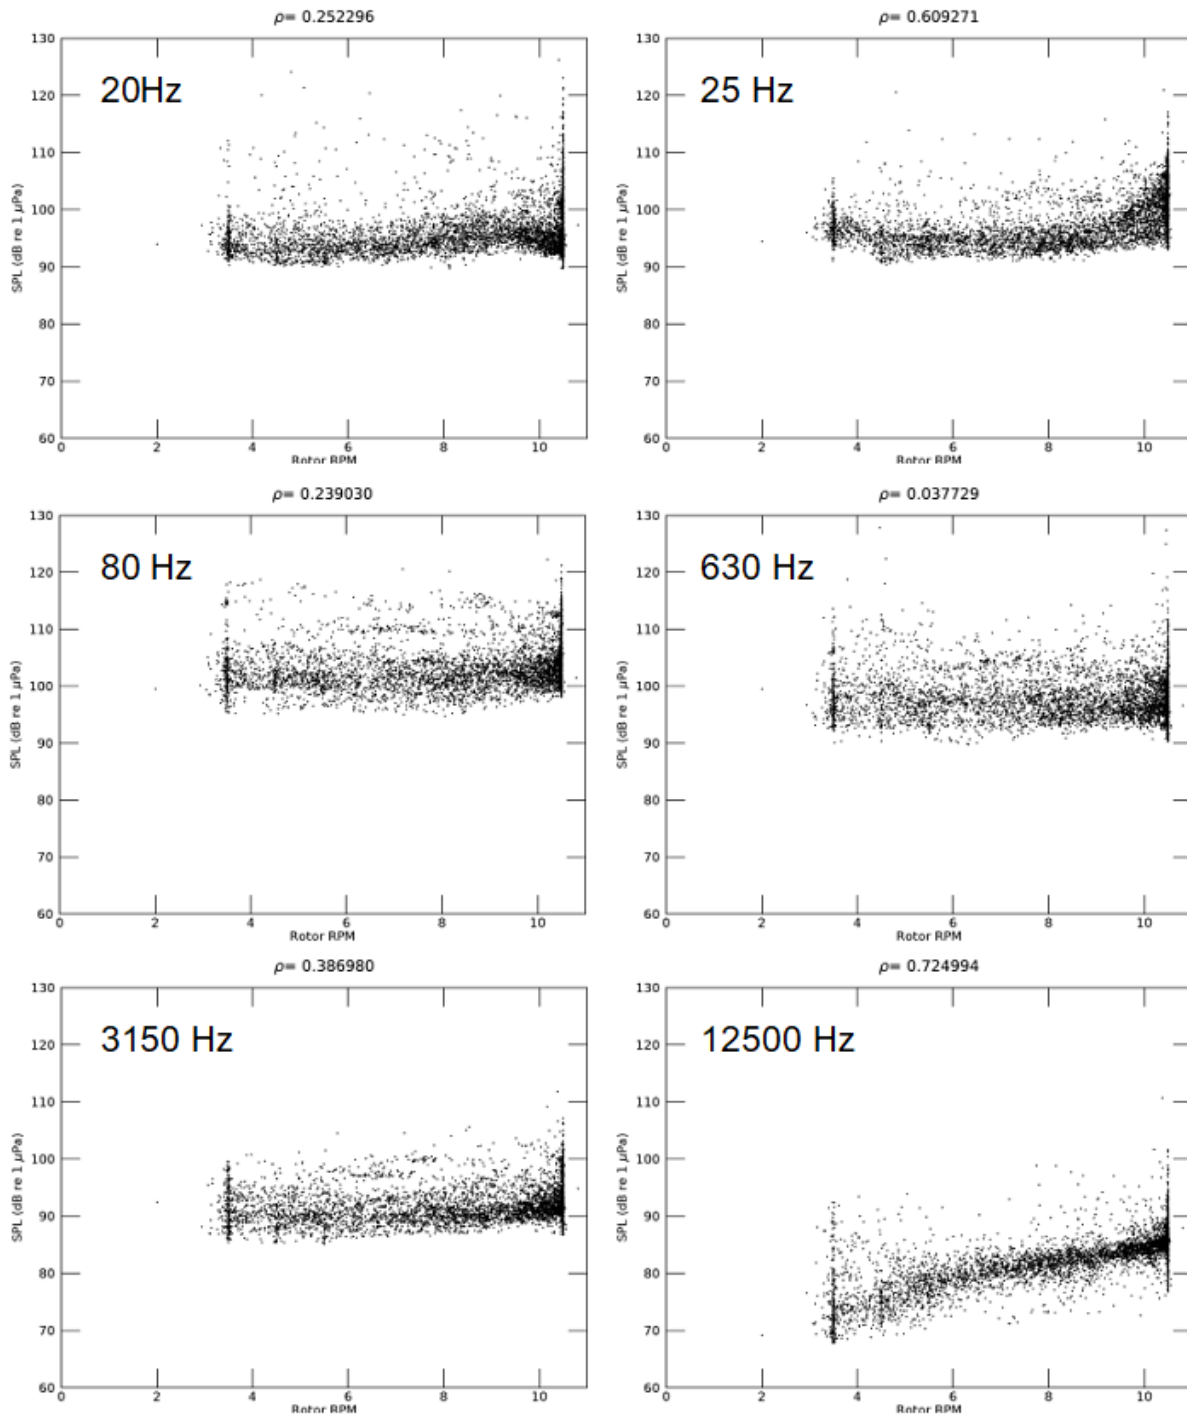 ρ= 0.252296
130
120
110
100
90
80
70
60
20Hz
SPL (dB re 1 µPa)
0 2 4 6 8 10
Rotor RPM
ρ= 0.609271
130
120
110
100
90
80
70
60
25 Hz
SPL (dB re 1 µPa)
0 2 4 6 8 10
Rotor RPM
ρ= 0.239030
130
120
110
100
90
80
70
60
80 Hz
SPL (dB re 1 µPa)
0 2 4 6 8 10
Rotor RPM
ρ= 0.037729
130
120
110
100
90
80
70
60
630 Hz
SPL (dB re 1 µPa)
0 2 4 6 8 10
Rotor RPM
ρ= 0.386980
130
120
110
100
90
80
70
60
3150 Hz
SPL (dB re 1 µPa)
0 2 4 6 8 10
Rotor RPM
ρ= 0.724994
130
120
110
100
90
80
70
60
12500 Hz
SPL (dB re 1 µPa)
0 2 4 6 8 10
Rotor RPM